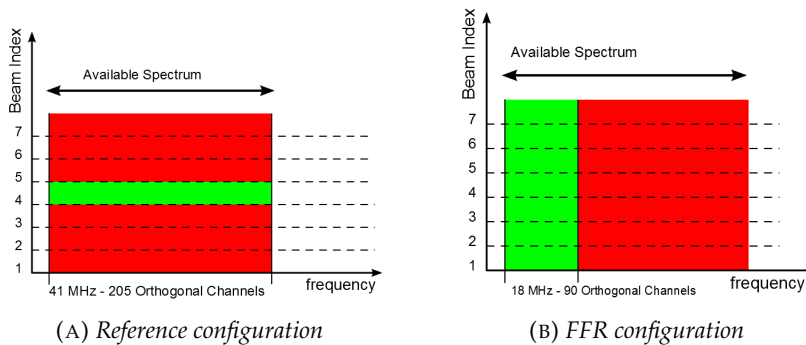 Beam Index
Available Spectrum
7
6
5
4
3
2
1
41 MHz - 205 Orthogonal Channels
frequency
(A) Reference configuration
Beam Index
Available Spectrum
7
6
5
4
3
2
1
18 MHz - 90 Orthogonal Channels
frequency
(B) FFR configuration